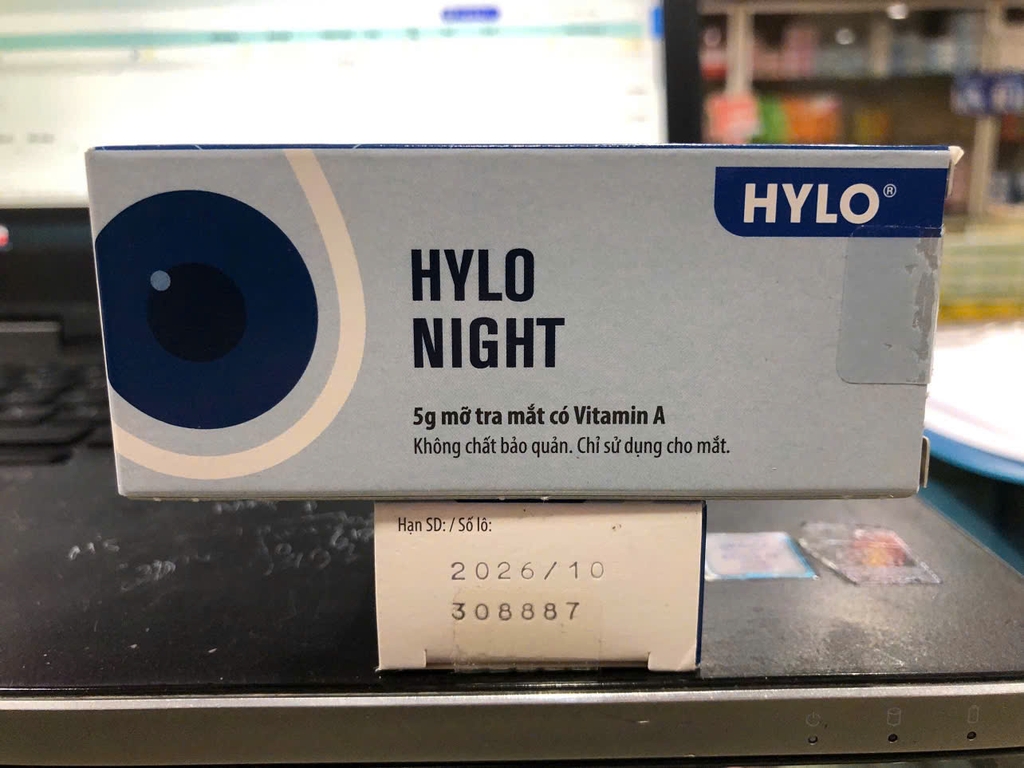 HYLO®
HYLO
NIGHT
5g mỡ tra mắt có Vitamin A
Không chất bảo quản. Chỉ sử dụng cho mắt.
Hạn SD: / Số lô:
2026/10
308887